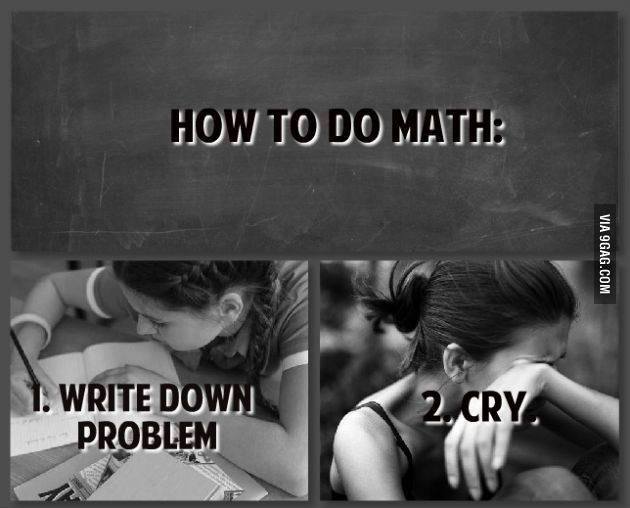 HOW TO DO MATH:
VIA 9GAG.COM
1. WRITE DOWN
PROBLEM
2. CRY.